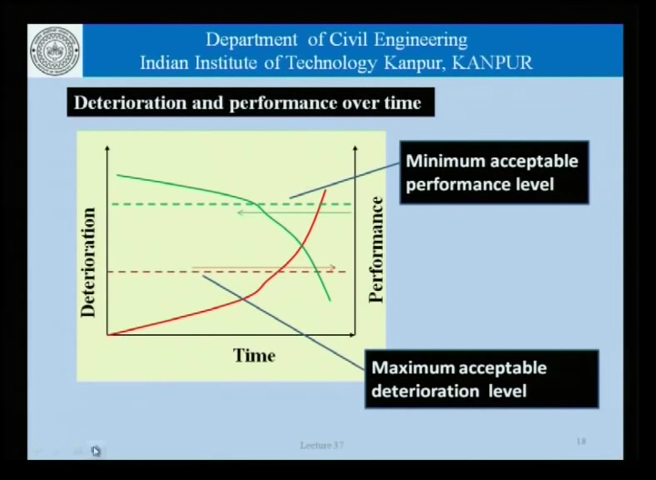 Department of Civil Engineering
Indian Institute of Technology Kanpur, KANPUR
Deterioration and performance over time
Minimum acceptable
performance level
Deterioration
Performance
Time
Maximum acceptable
deterioration level
Lecture 37
18